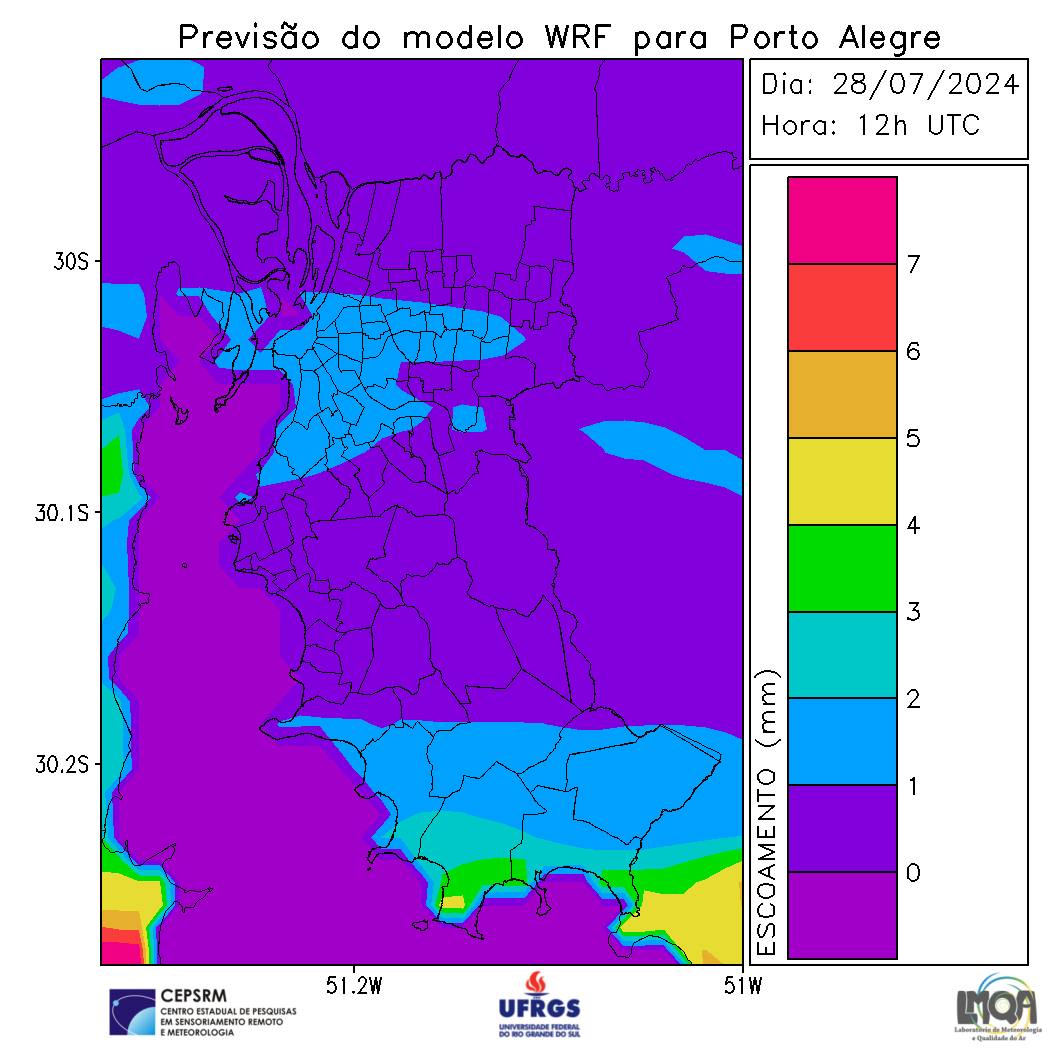 Previsão do modelo WRF para Porto Alegre
Dia: 28/07/2024
Hora: 12h UTC
30S
30.1S
30.2S
51.2W
51W
7
6
5
4
3
2
1
0
ESCOAMENTO (mm)
CEPSRM
CENTRO ESTADUAL DE PESQUISAS
EM SENSORIAMENTO REMOTO
E METEOROLOGIA
UFRGS
UNIVERSIDADE FEDERAL
DO RIO GRANDE DO SUL
LMQA
Laboratório de Meteorologia
e Qualidade do Ar